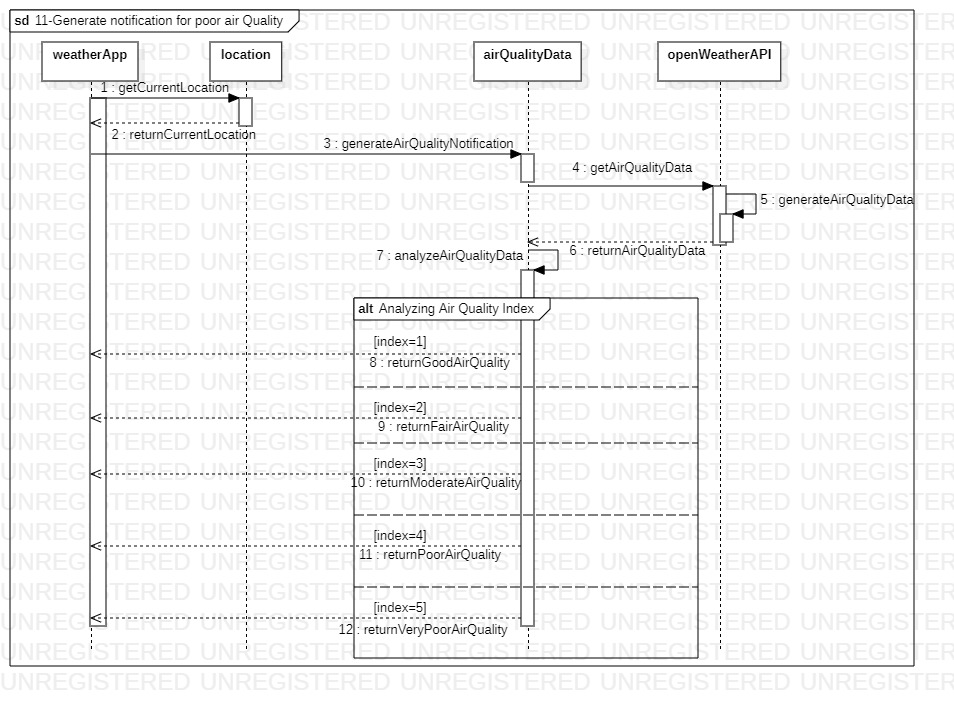 sd 11-Generate notification for poor air Quality
weatherApp
location
airQualityData
openWeatherAPI
1 : getCurrentLocation
2 : returnCurrentLocation
3 : generateAirQualityNotification
4 : getAirQualityData
5 : generateAirQualityData
6 : returnAirQualityData
7 : analyzeAirQualityData
alt Analyzing Air Quality Index
[index=1]
8 : returnGoodAirQuality
[index=2]
9 : returnFairAirQuality
[index=3]
10 : returnModerateAirQuality
[index=4]
11 : returnPoorAirQuality
[index=5]
12 : returnVeryPoorAirQuality
UNREGISTERED UNREGISTERED UNREGISTERED UNREGISTERED UNREGISTERED